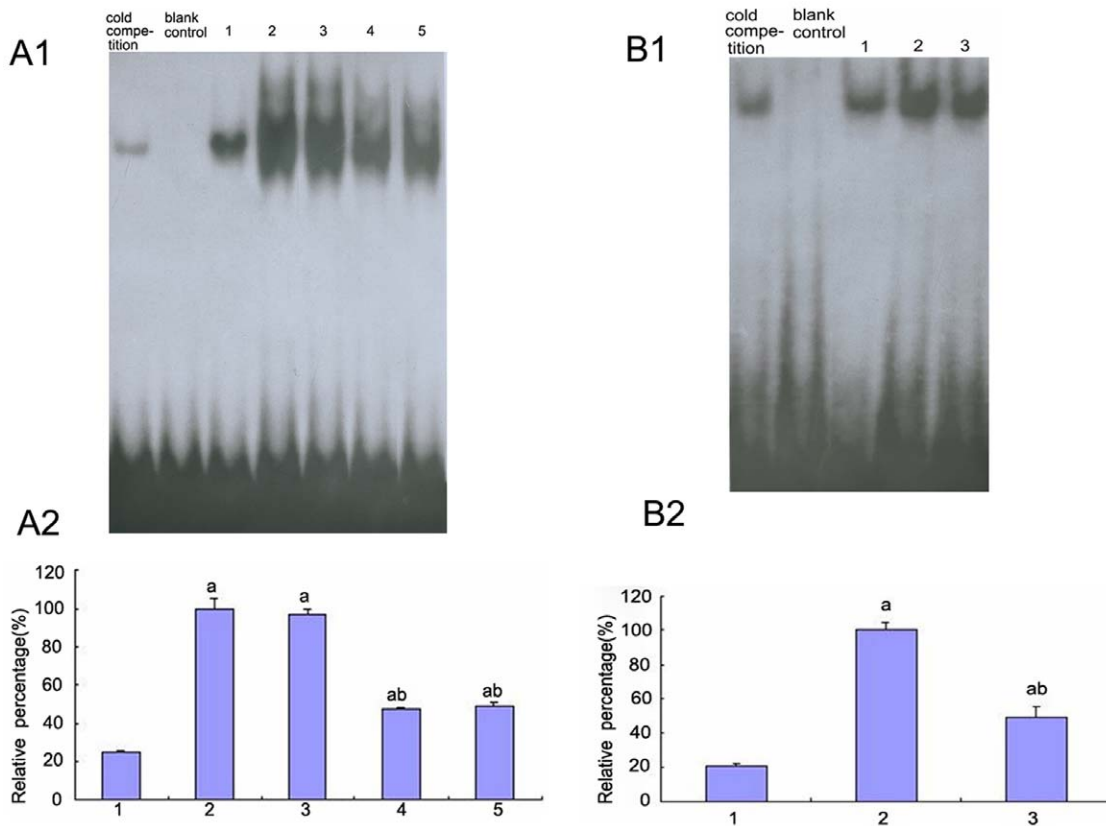 A1
cold
compe-
tition
blank
control
1 2 3 4 5
B1
cold
compe-
tition
blank
control
1 2 3
A2
Relative percentage(%)
120
100
80
60
40
20
0
a a ab ab
1 2 3 4 5
B2
Relative percentage(%)
120
100
80
60
40
20
0
a ab
1 2 3